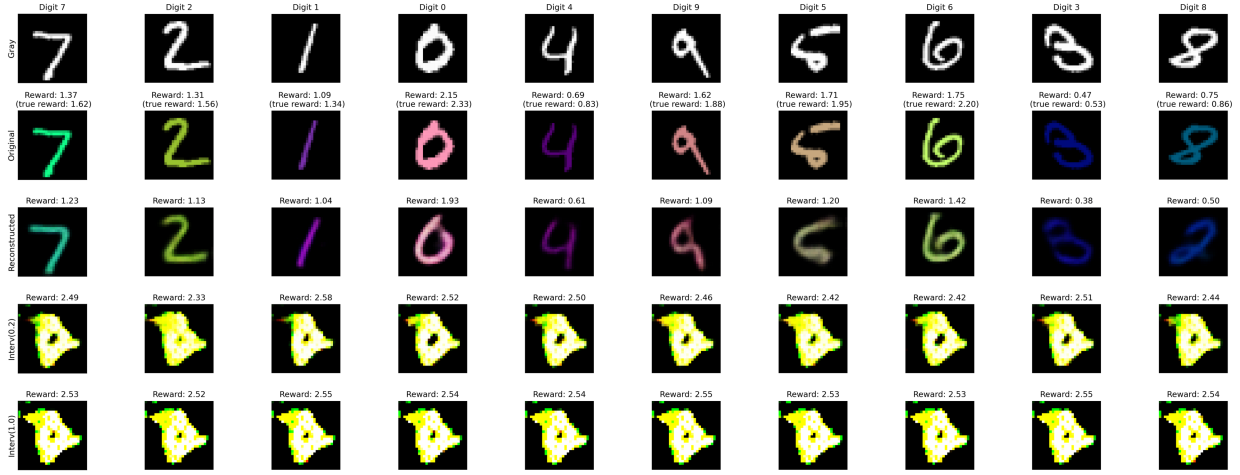 Digit 7 Digit 2 Digit 1 Digit 0 Digit 4 Digit 9 Digit 5 Digit 6 Digit 3 Digit 8
Gray
Reward: 1.37 Reward: 1.31 Reward: 1.09 Reward: 2.15 Reward: 0.69 Reward: 1.62 Reward: 1.71 Reward: 1.75 Reward: 0.47 Reward: 0.75
(true reward: 1.62) (true reward: 1.56) (true reward: 1.34) (true reward: 2.33) (true reward: 0.83) (true reward: 1.88) (true reward: 1.95) (true reward: 2.20) (true reward: 0.53) (true reward: 0.86)
Original
Reward: 1.23 Reward: 1.13 Reward: 1.04 Reward: 1.93 Reward: 0.61 Reward: 1.09 Reward: 1.20 Reward: 1.42 Reward: 0.38 Reward: 0.50
Reconstructed
Reward: 2.49 Reward: 2.33 Reward: 2.58 Reward: 2.52 Reward: 2.50 Reward: 2.46 Reward: 2.42 Reward: 2.42 Reward: 2.51 Reward: 2.44
Interv(0.2)
Reward: 2.53 Reward: 2.52 Reward: 2.55 Reward: 2.54 Reward: 2.54 Reward: 2.55 Reward: 2.53 Reward: 2.53 Reward: 2.55 Reward: 2.54
Interv(1.0)